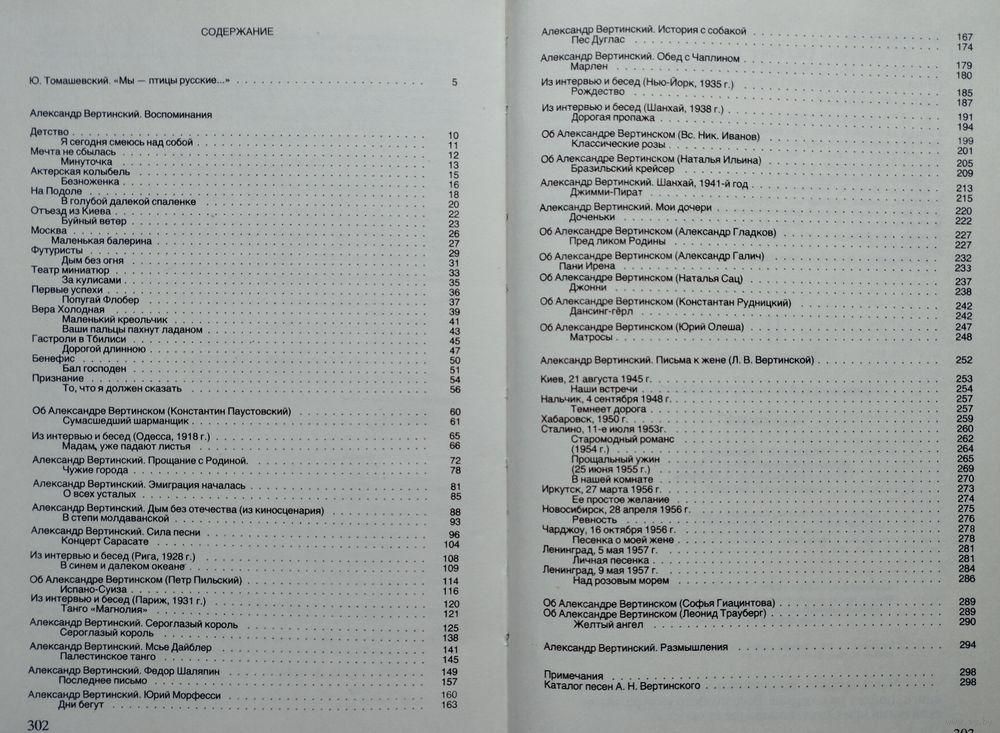 СОДЕРЖАНИЕ
Ю. Томашевский. «Мы — птицы русские...» 5
Александр Вертинский. Воспоминания
Детство 10
Я сегодня смеюсь над собой 11
Мечта не сбылась 12
Минуточка 13
Актерская колыбель 15
Безноженка 16
На Подоле 18
В голубой далекой спаленке 20
Отъезд из Киева 22
Буйный ветер 23
Москва 26
Маленькая балерина 27
Футуристы 29
Дым без огня 31
Театр миниатюр 33
За кулисами 35
Первые успехи 36
Попугай Флобер 37
Вера Холодная 39
Маленький креольчик 41
Ваши пальцы пахнут ладаном 43
Гастроли в Тбилиси 45
Дорогой длинною 47
Бенефис 50
Бал господен 51
Признание 54
То, что я должен сказать 56
Об Александре Вертинском (Константин Паустовский) 60
Сумасшедший шарманщик 61
Из интервью и бесед (Одесса, 1918 г.) 65
Мадам, уже падают листья 66
Александр Вертинский. Прощание с Родиной. 72
Чужие города 78
Александр Вертинский. Эмиграция началась 81
О всех усталых 85
Александр Вертинский. Дым без отечества (из киносценария) 88
В степи молдаванской 93
Александр Вертинский. Сила песни 96
Концерт Сарасате 104
Из интервью и бесед (Рига, 1928 г.) 108
В синем и далеком океане 109
Об Александре Вертинском (Петр Пильский) 114
Испано-Суиза 116
Из интервью и бесед (Париж, 1931 г.) 120
Танго «Магнолия» 121
Александр Вертинский. Сероглазый король 125
Сероглазый король 138
Александр Вертинский. Мсье Дайблер 141
Палестинское танго 145
Александр Вертинский. Федор Шаляпин 149
Последнее письмо 157
Александр Вертинский. Юрий Морфесси 160
Дни бегут 163
302
Александр Вертинский. История с собакой 167
Пес Дуглас 174
Александр Вертинский. Обед с Чаплином 179
Марлен 180
Из интервью и бесед (Нью-Йорк, 1935 г.) 185
Рождество 187
Из интервью и бесед (Шанхай, 1938 г.) 191
Дорогая пропажа 194
Об Александре Вертинском (Вс. Ник. Иванов) 199
Классические розы 201
Об Александре Вертинском (Наталья Ильина) 205
Бразильский крейсер 209
Александр Вертинский. Шанхай, 1941-й год 213
Джимми-Пират 215
Александр Вертинский. Мои дочери 220
Доченьки 222
Об Александре Вертинском (Александр Гладков) 227
Пред ликом Родины 227
Об Александре Вертинском (Александр Галич) 232
Пани Ирена 233
Об Александре Вертинском (Наталья Сац) 237
Джонни 238
Об Александре Вертинском (Константин Рудницкий) 242
Дансинг-гёрл 242
Об Александре Вертинском (Юрий Олеша) 247
Матросы 248
Александр Вертинский. Письма к жене (Л. В. Вертинской) 252
Киев, 21 августа 1945 г. 253
Наши встречи 254
Нальчик, 4 сентября 1948 г. 257
Темнеет дорога 257
Хабаровск, 1950 г. 259
Сталино, 11-е июля 1953г. 260
Старомодный романс 262
(1954 г.) 264
Прощальный ужин 265
(25 июня 1955 г.) 269
В нашей комнате 270
Иркутск, 27 марта 1956 г. 273
Ее простое желание 274
Новосибирск, 28 апреля 1956 г. 275
Ревность 276
Чарджоу, 16 октября 1956 г. 278
Песенка о моей жене 278
Ленинград, 5 мая 1957 г. 281
Личная песенка 281
Ленинград, 9 мая 1957 г. 284
Над розовым морем 286
Об Александре Вертинском (Софья Гиацинтова) 289
Об Александре Вертинском (Леонид Трауберг) 289
Желтый ангел 290
Александр Вертинский. Размышления 294
Примечания 298
Каталог песен А. Н. Вертинского 298